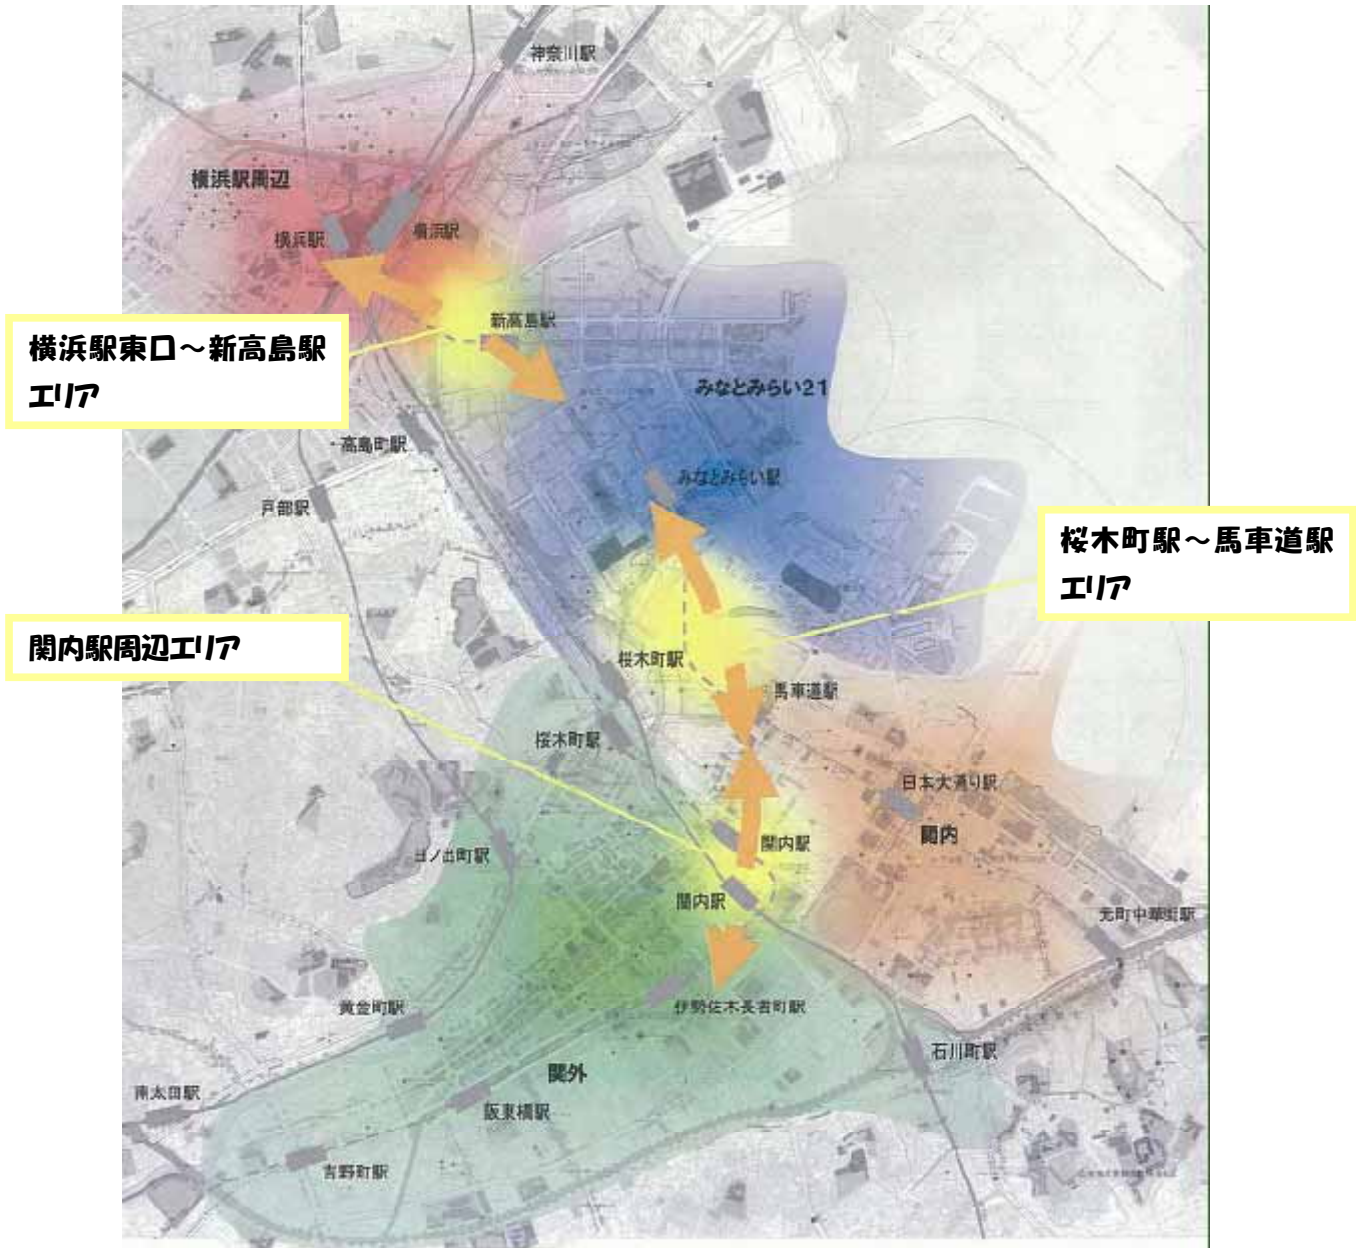 神奈川駅
横浜駅周辺
横浜駅
横浜駅
新高島駅
横浜駅東口～新高島駅
エリア
みなとみらい21
高島町駅
みなとみらい駅
戸部駅
桜木町駅～馬車道駅
エリア
関内駅周辺エリア
桜木町駅
馬車道駅
桜木町駅
日本大通り駅
関内
関内駅
日ノ出町駅
関内駅
元町中華街駅
黄金町駅
伊勢佐木長者町駅
石川町駅
関外
南太田駅
阪東橋駅
吉野町駅